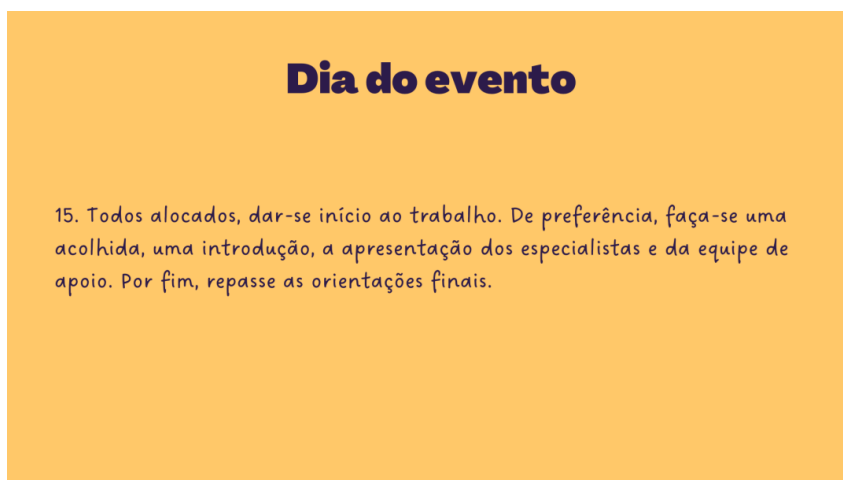 Dia do evento
15. Todos alocados, dar-se início ao trabalho. De preferência, faça-se uma
acolhida, uma introdução, a apresentação dos especialistas e da equipe de
apoio. Por fim, repasse as orientações finais.